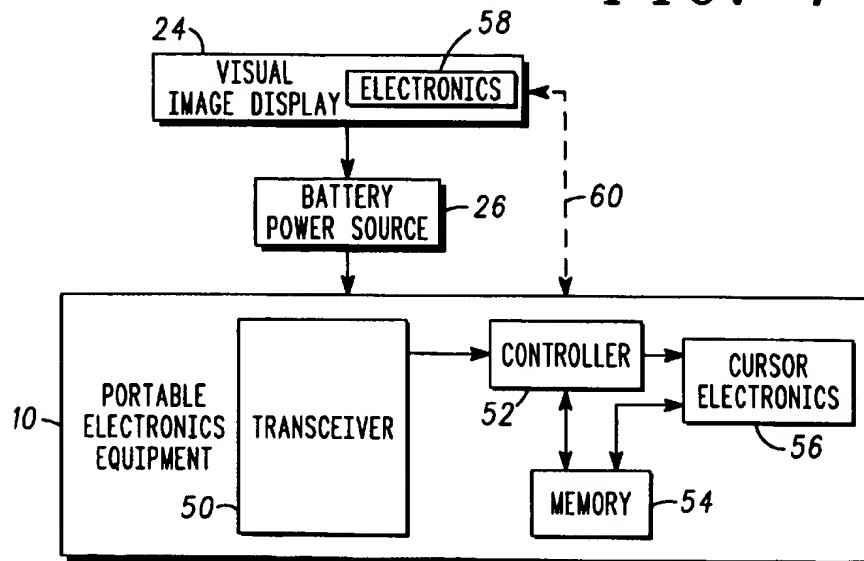 24
58
VISUAL
IMAGE DISPLAY
ELECTRONICS
BATTERY
POWER SOURCE
26
60
10
PORTABLE
ELECTRONICS
EQUIPMENT
TRANSCEIVER
50
CONTROLLER
52
CURSOR
ELECTRONICS
56
MEMORY
54